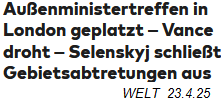 Außenministertreffen in
London geplatzt – Vance
droht – Selenskyj schließt
Gebietsabtretungen aus
WELT 23.4.25